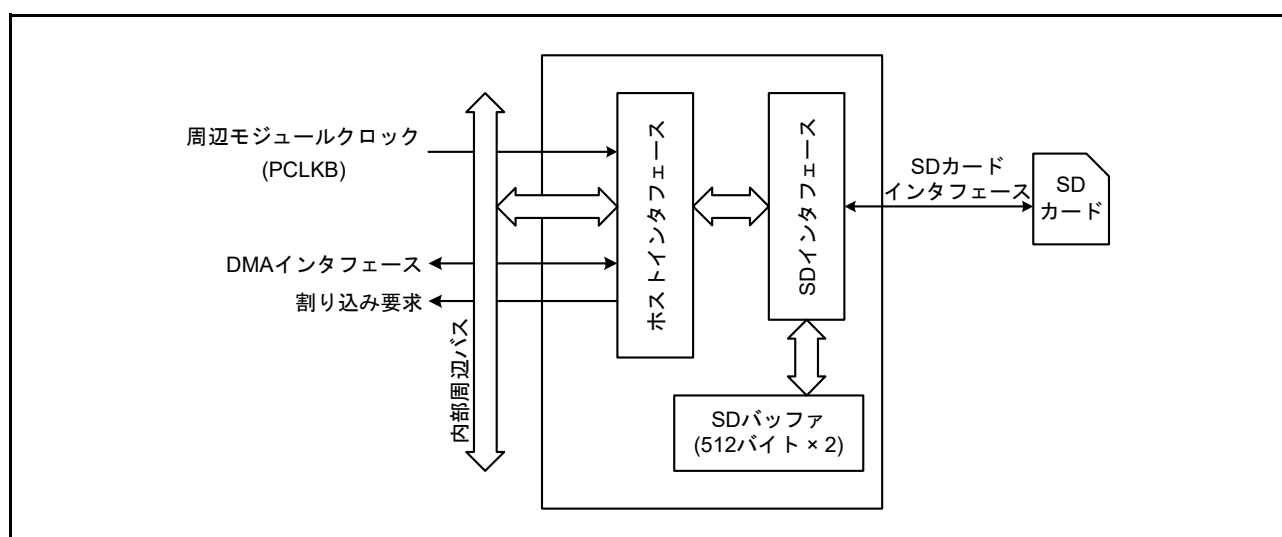 周辺モジュールクロック
(PCLKB)
DMAインタフェース
割り込み要求
内部周辺バス
ホストインタフェース
SDインタフェース
SDバッファ
(512バイト × 2)
SDカード
インタフェース
SD
カード